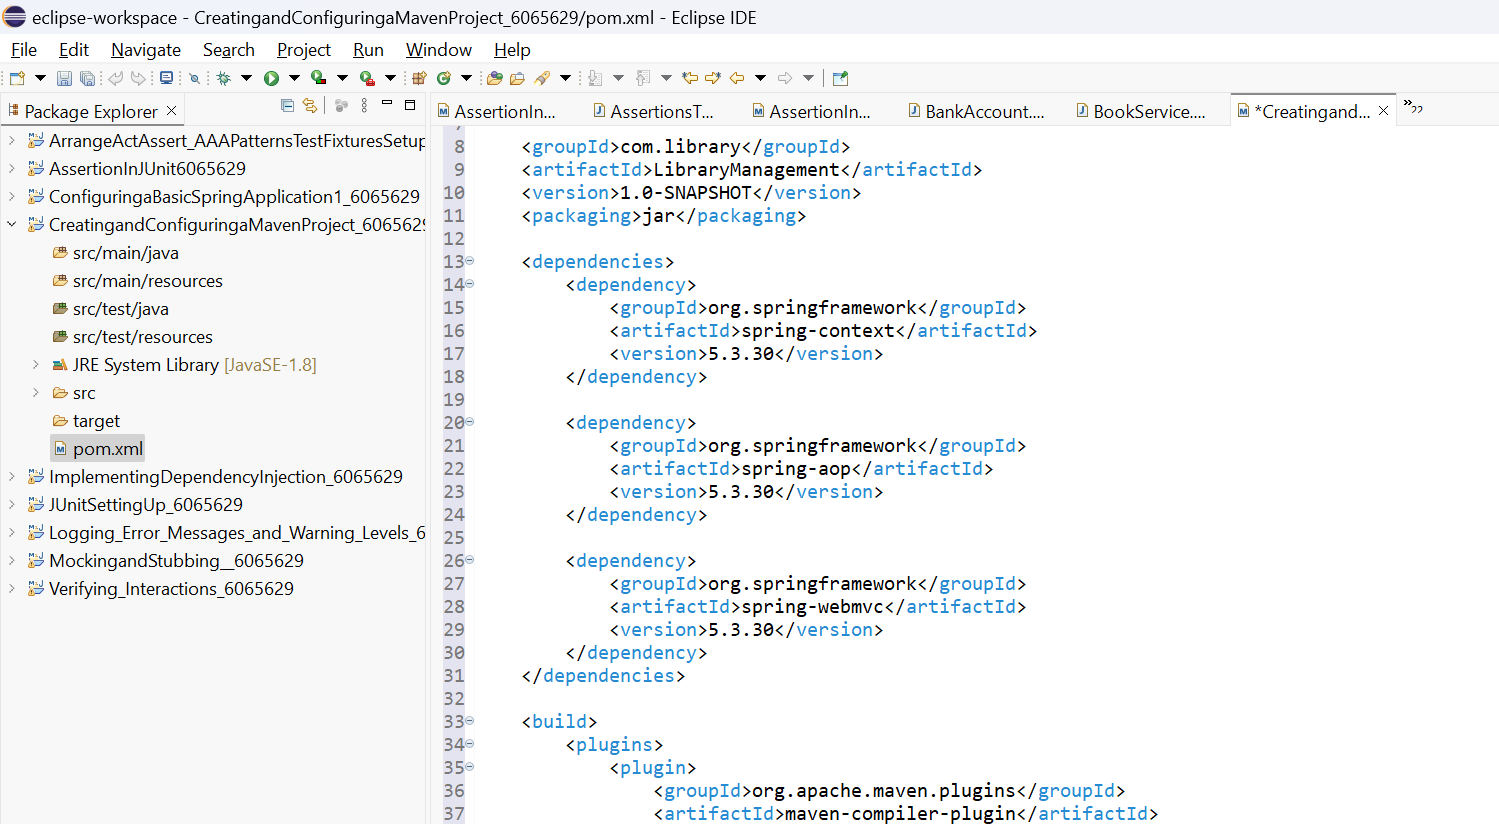 eclipse-workspace - CreatingandConfiguringaMavenProject_6065629/pom.xml - Eclipse IDE
File Edit Navigate Search Project Run Window Help
Package Explorer
ArrangeActAssert_AAAPatternsTestFixturesSetup
AssertionInJUnit6065629
ConfiguringaBasicSpringApplication1_6065629
CreatingandConfiguringaMavenProject_6065629
src/main/java
src/main/resources
src/test/java
src/test/resources
JRE System Library [JavaSE-1.8]
src
target
pom.xml
ImplementingDependencyInjection_6065629
JUnitSettingUp_6065629
Logging_Error_Messages_and_Warning_Levels_6
MockingandStubbing__6065629
Verifying_Interactions_6065629
AssertionIn... AssertionsT... AssertionIn... BankAccount.... BookService.... *Creatingand... »22
7
8 <groupId>com.library</groupId>
9 <artifactId>LibraryManagement</artifactId>
10 <version>1.0-SNAPSHOT</version>
11 <packaging>jar</packaging>
12
13 <dependencies>
14 <dependency>
15 <groupId>org.springframework</groupId>
16 <artifactId>spring-context</artifactId>
17 <version>5.3.30</version>
18 </dependency>
19
20 <dependency>
21 <groupId>org.springframework</groupId>
22 <artifactId>spring-aop</artifactId>
23 <version>5.3.30</version>
24 </dependency>
25
26 <dependency>
27 <groupId>org.springframework</groupId>
28 <artifactId>spring-webmvc</artifactId>
29 <version>5.3.30</version>
30 </dependency>
31 </dependencies>
32
33 <build>
34 <plugins>
35 <plugin>
36 <groupId>org.apache.maven.plugins</groupId>
37 <artifactId>maven-compiler-plugin</artifactId>